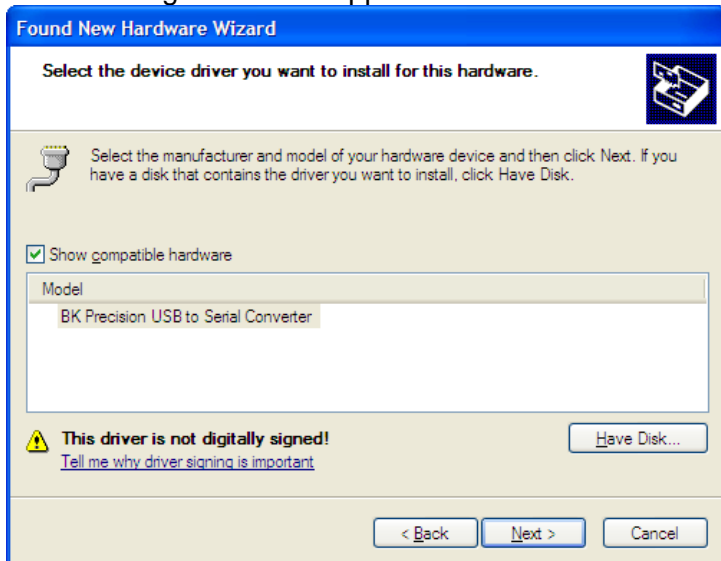 Found New Hardware Wizard
Select the device driver you want to install for this hardware.
Select the manufacturer and model of your hardware device and then click Next. If you
have a disk that contains the driver you want to install, click Have Disk.
Show compatible hardware
Model
BK Precision USB to Serial Converter
This driver is not digitally signed!
Have Disk...
Tell me why driver signing is important
< Back
Next >
Cancel